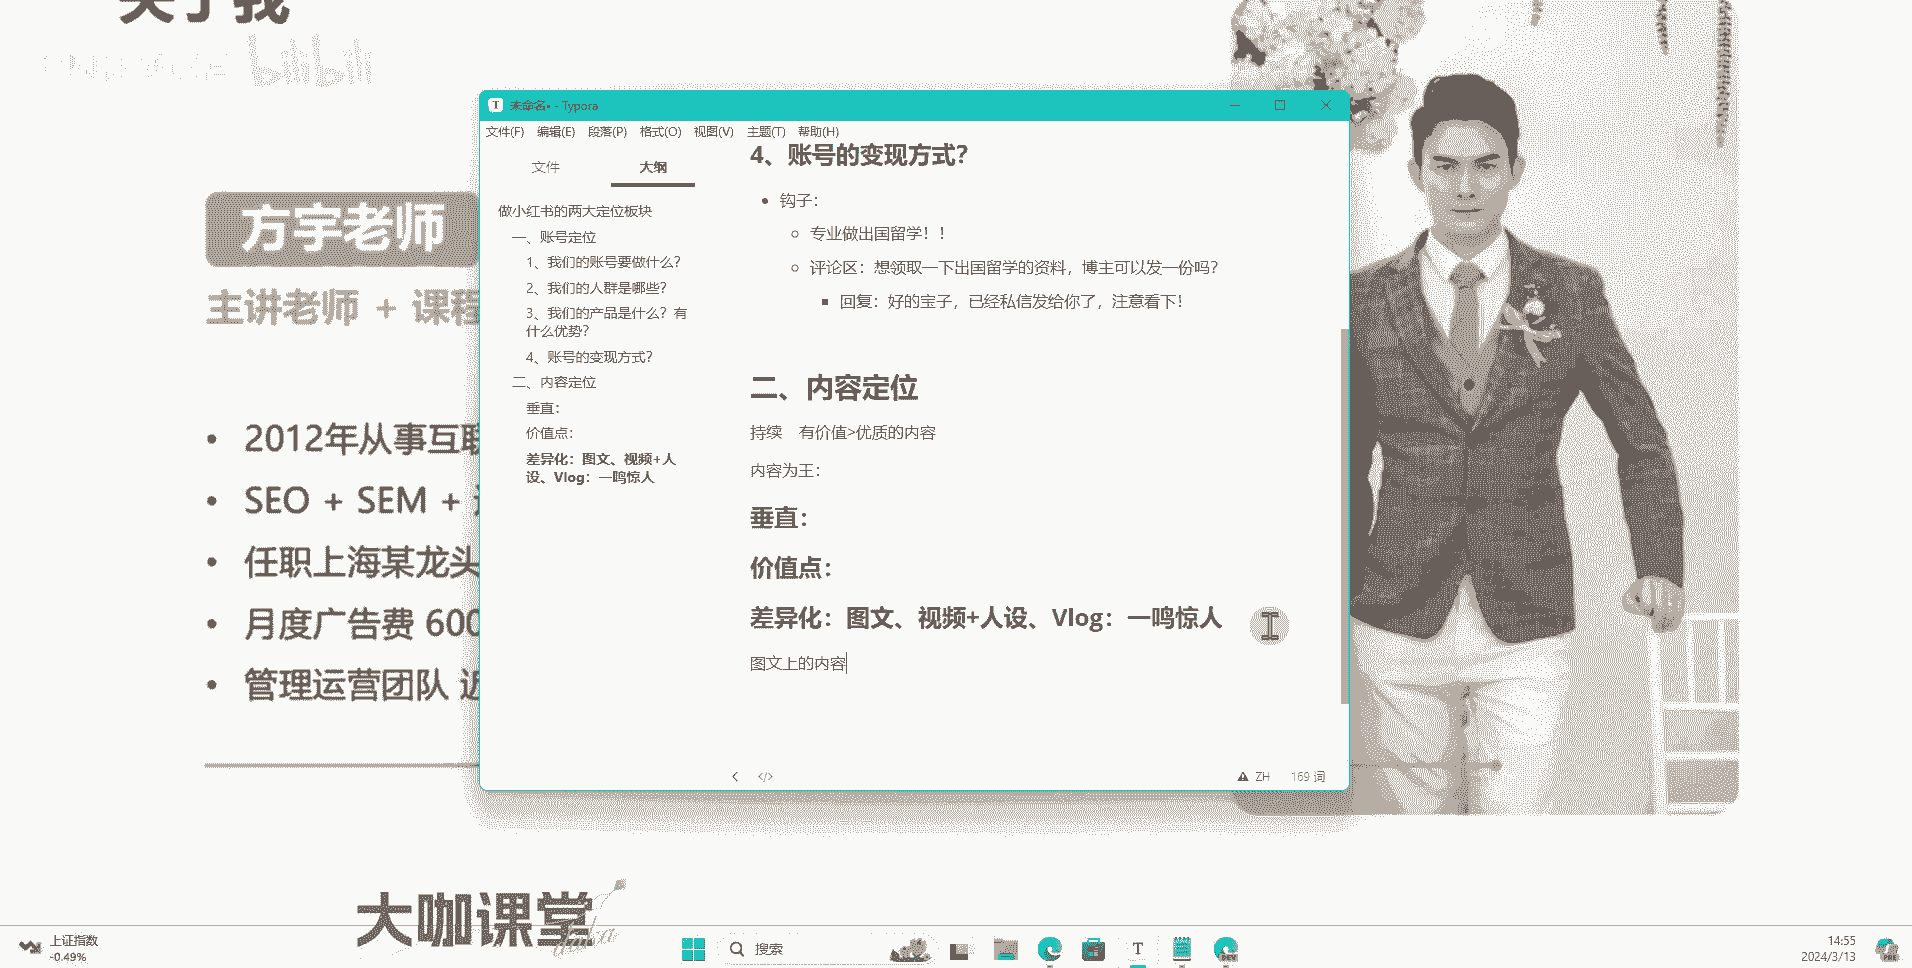 关于我
bilibili
方宇老师
主讲老师 + 课程
2012年从事互联
SEO + SEM +
任职上海某龙头
月度广告费 600
管理运营团队 近
未命名• - Typora
文件(F) 编辑(E) 段落(P) 格式(O) 视图(V) 主题(T) 帮助(H)
文件 大纲
做小红书的两大定位板块
一、账号定位
1、我们的账号要做什么？
2、我们的人群是哪些？
3、我们的产品是什么？有
什么优势？
4、账号的变现方式？
二、内容定位
垂直：
价值点：
差异化：图文、视频+人
设、Vlog：一鸣惊人
4、账号的变现方式？
钩子：
专业做出国留学！！
评论区：想领取一下出国留学的资料，博主可以发一份吗？
回复：好的宝子，已经私信发给你了，注意看下！
二、内容定位
持续 有价值>优质的内容
内容为王：
垂直：
价值点：
差异化：图文、视频+人设、Vlog：一鸣惊人
图文上的内容
ZH 169 词
大咖课堂
上证指数
-0.49%
搜索
T
DEV
14:55
2024/3/13
PRE